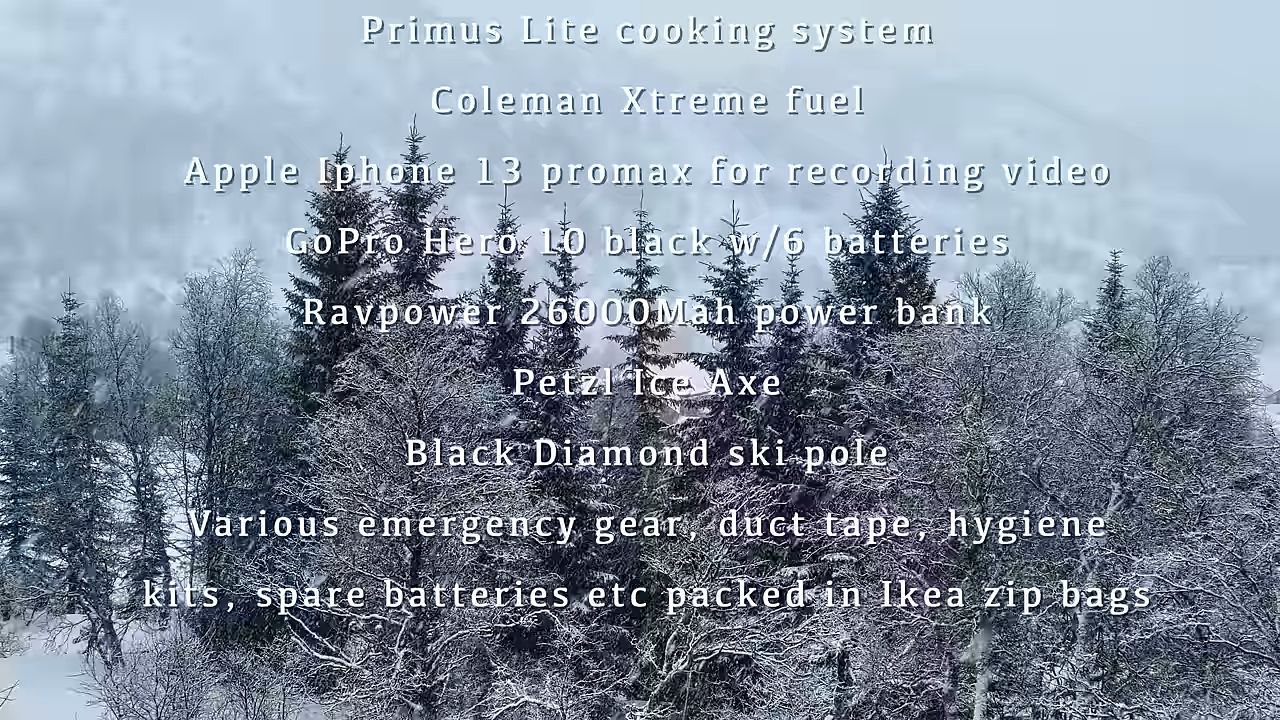 Primus Lite cooking system
Coleman Xtreme fuel
Apple Iphone 13 promax for recording video
GoPro Hero 10 black w/6 batteries
Ravpower 26000Mah power bank
Petzl Ice Axe
Black Diamond ski pole
Various emergency gear, duct tape, hygiene
kits, spare batteries etc packed in Ikea zip bags